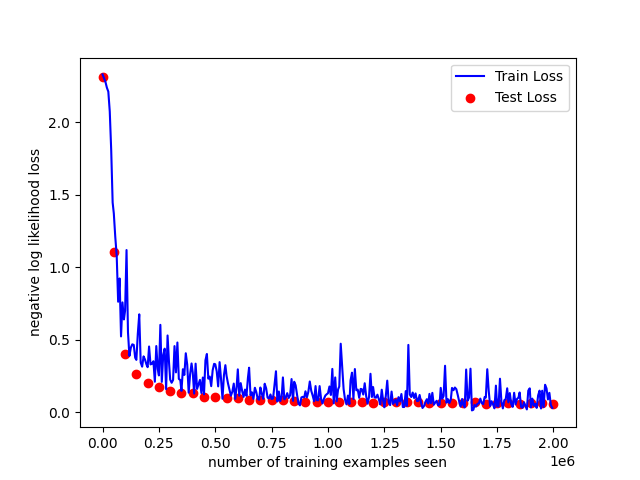 Train Loss
Test Loss
2.0
1.5
1.0
0.5
0.0
negative log likelihood loss
0.00 0.25 0.50 0.75 1.00 1.25 1.50 1.75 2.00
number of training examples seen
1e6